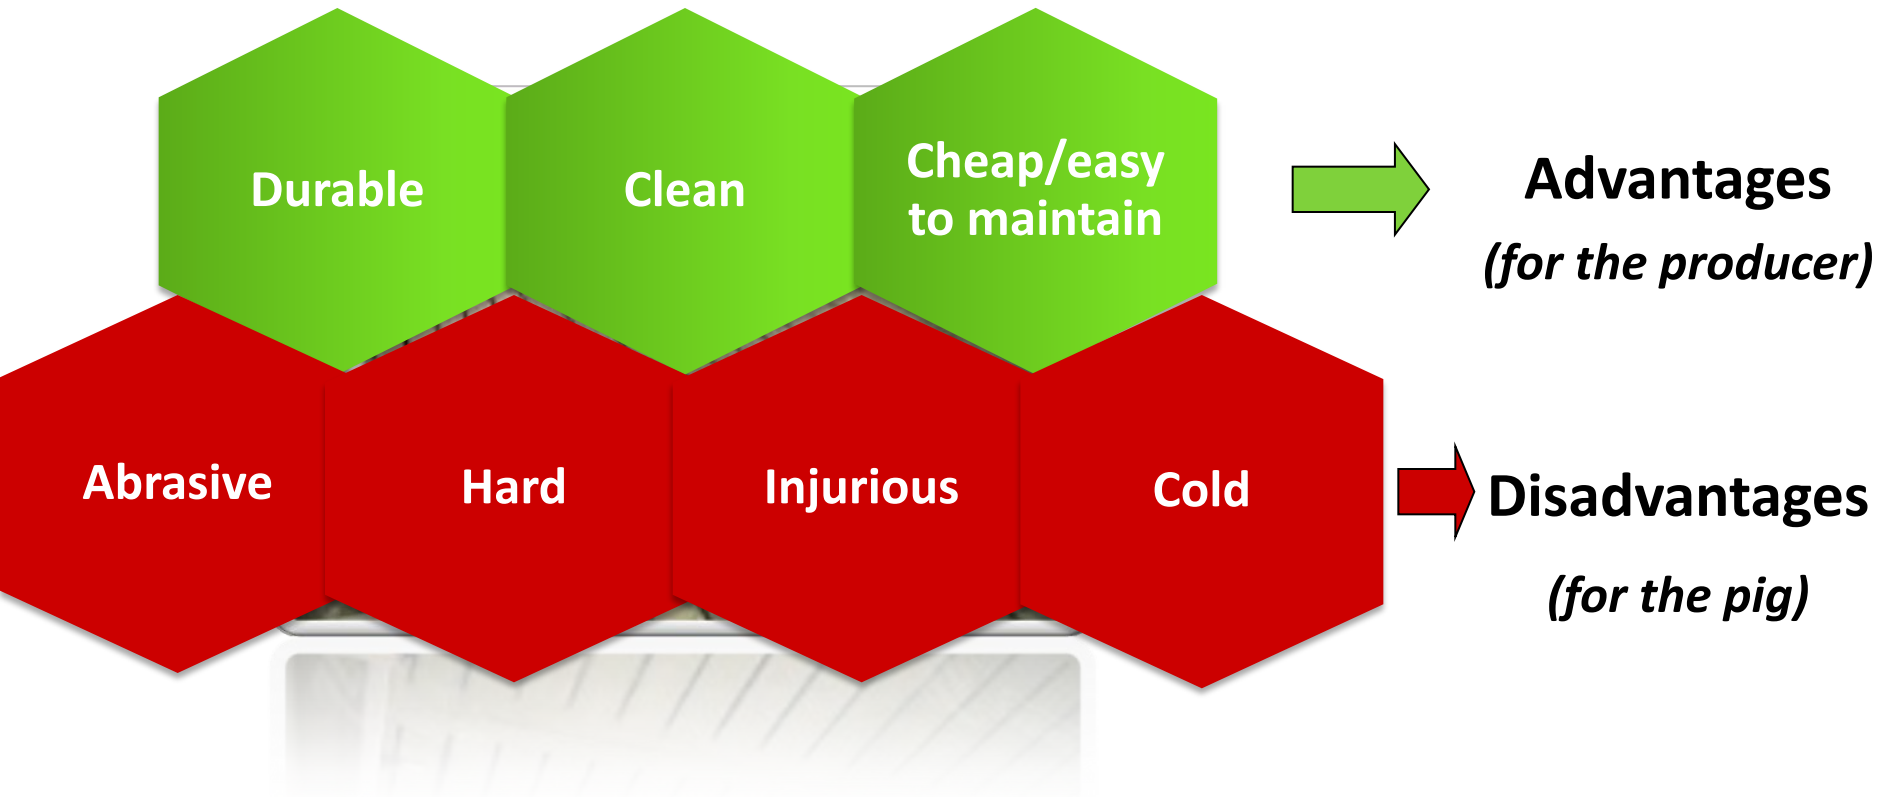 Durable
Clean
Cheap/easy
to maintain
Advantages
(for the producer)
Abrasive
Hard
Injurious
Cold
Disadvantages
(for the pig)